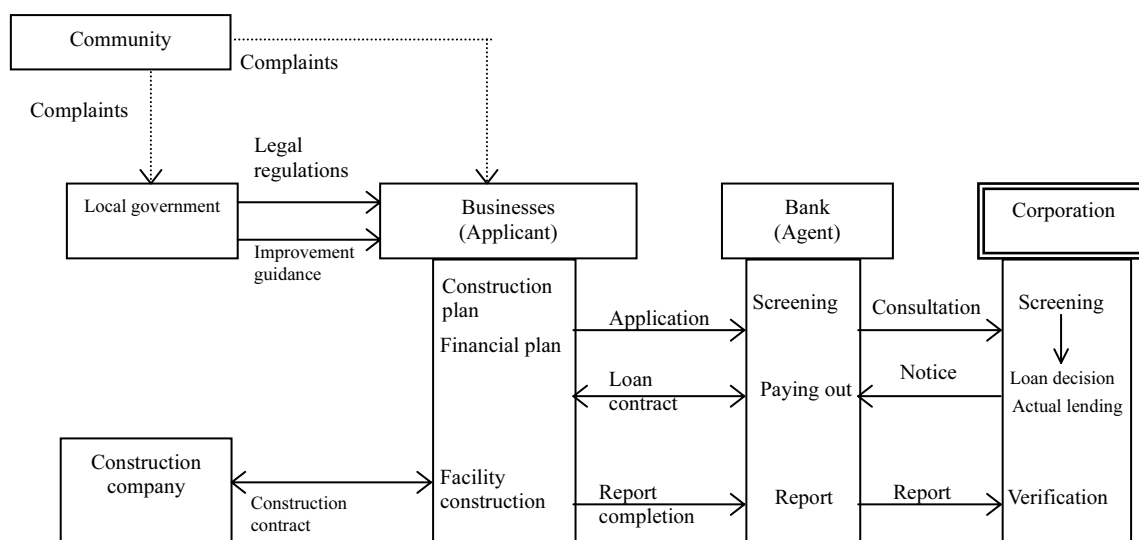 Community
Complaints
Complaints
Legal
regulations
Local government
Improvement
guidance
Businesses
(Applicant)
Bank
(Agent)
Corporation
Construction
plan
Financial plan
Application
Screening
Consultation
Screening
Loan
contract
Paying out
Notice
Loan decision
Actual lending
Construction
company
Construction
contract
Facility
construction
Report
completion
Report
Report
Verification